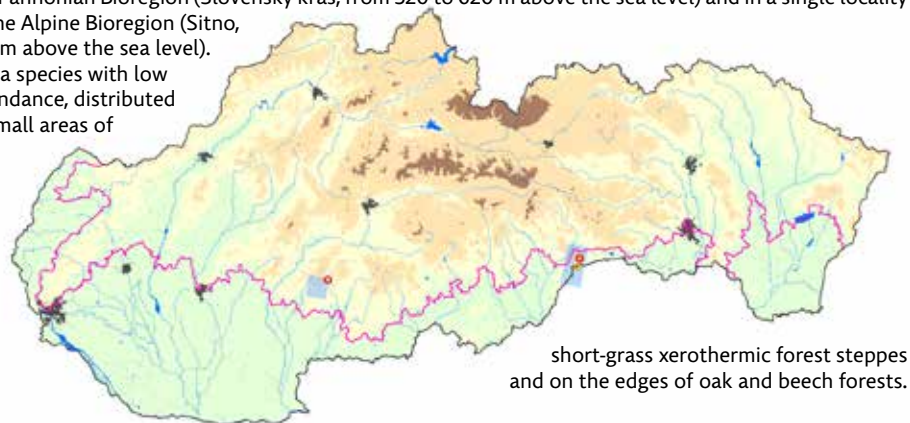 Pannonian Bioregion (Slovenský kras, from 320 to 620 m above the sea level) and in a single locality
ne Alpine Bioregion (Sitno,
m above the sea level).
a species with low
ndance, distributed
mall areas of
short-grass xerothermic forest steppes
and on the edges of oak and beech forests.